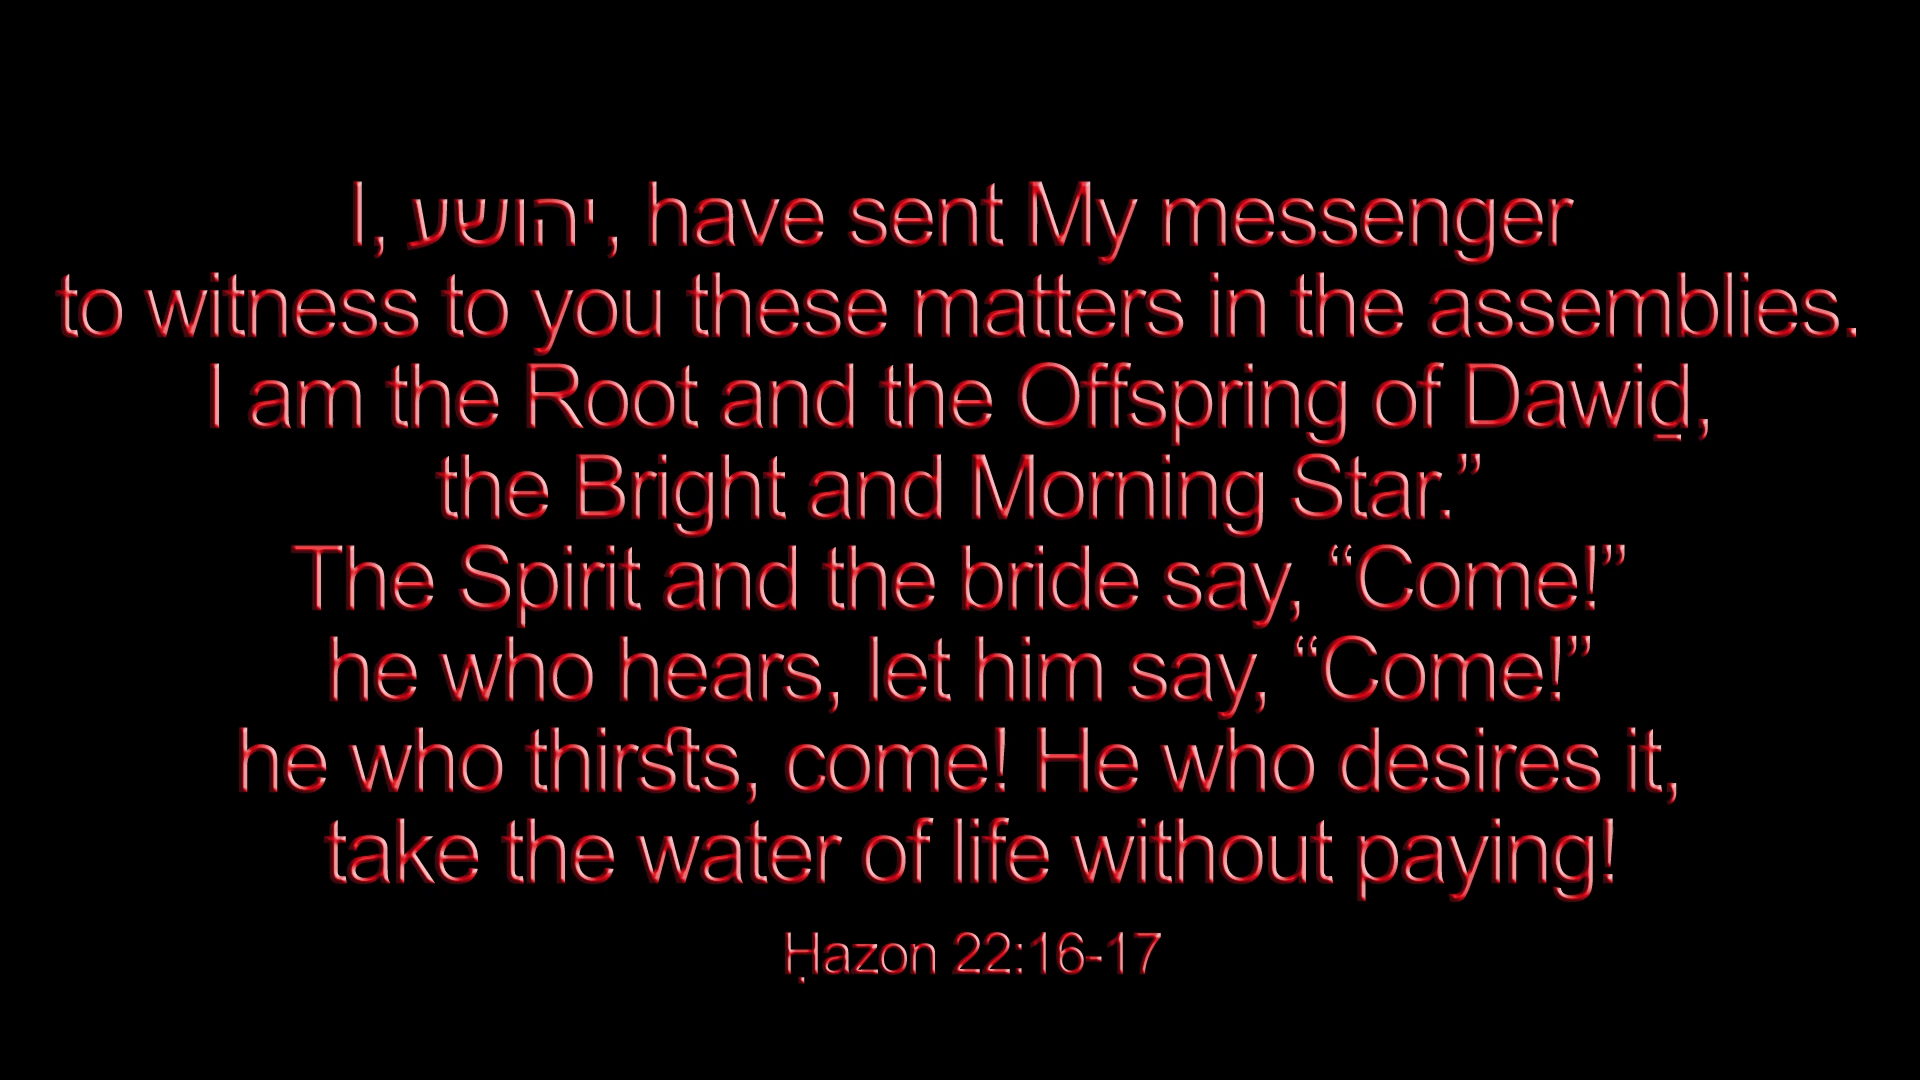 I, יהושע, have sent My messenger
to witness to you these matters in the assemblies.
I am the Root and the Offspring of Dawiḏ,
the Bright and Morning Star.”
The Spirit and the bride say, “Come!”
he who hears, let him say, “Come!”
he who thirsts, come! He who desires it,
take the water of life without paying!
Ḥazon 22:16-17